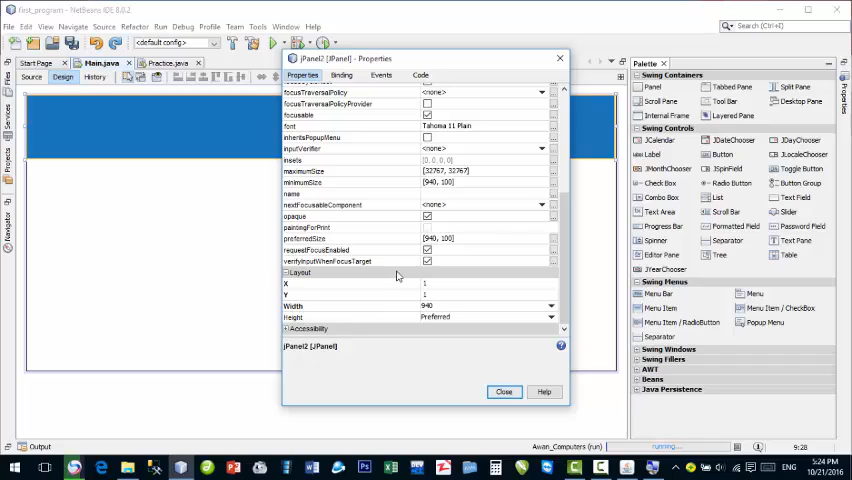 first_program - NetBeans IDE 8.0.2
File Edit View Navigate Source Refactor Run Debug Profile Team Tools Window Help
<default config>
Search (Ctrl+I)
Start Page
Main.java
Practice.java
Source Design History
Files
Services
Projects
Navigator
jPanel2 [JPanel] - Properties
Properties Binding Events Code
focusTraversalPolicy <none>
focusTraversalPolicyProvider
focusable
font Tahoma 11 Plain
inheritsPopupMenu
inputVerifier <none>
insets [0, 0, 0, 0]
maximumSize [32767, 32767]
minimumSize [940, 100]
name
nextFocusableComponent <none>
opaque
paintingForPrint
preferredSize [940, 100]
requestFocusEnabled
verifyInputWhenFocusTarget
Layout
X 1
Y 1
Width 940
Height Preferred
Accessibility
jPanel2 [JPanel]
Close Help
Palette
Swing Containers
Panel Tabbed Pane Split Pane
Scroll Pane Tool Bar Desktop Pane
Internal Frame Layered Pane
Swing Controls
JCalendar JDateChooser JDayChooser
Label Button JLocaleChooser
JMonthChooser Toggle Button JTextFieldDateEditor
Check Box Radio Button Button Group
Combo Box List Text Field
Text Area Scroll Bar Slider
Progress Bar Formatted Field Password Field
Spinner Separator Text Pane
Editor Pane Tree Table
JYearChooser
Swing Menus
Menu Bar Menu
Menu Item Menu Item / CheckBox
Menu Item / RadioButton Popup Menu
Separator
Swing Windows
Swing Fillers
AWT
Beans
Java Persistence
Output
Awan_Computers (run) running... 9:28
ENG
5:24 PM
10/21/2016